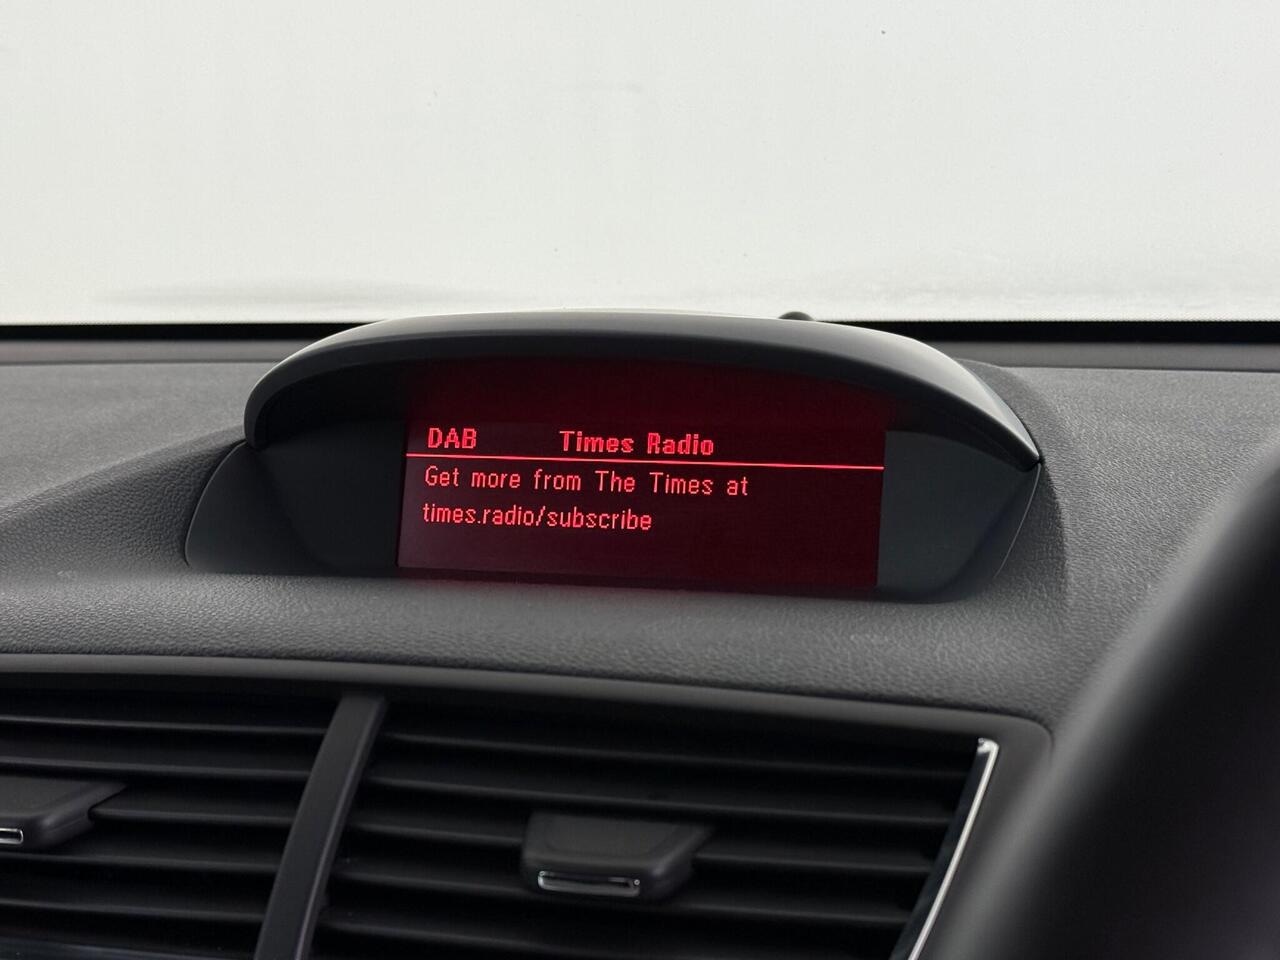 DAB Times Radio
Get more from The Times at
times.radio/subscribe